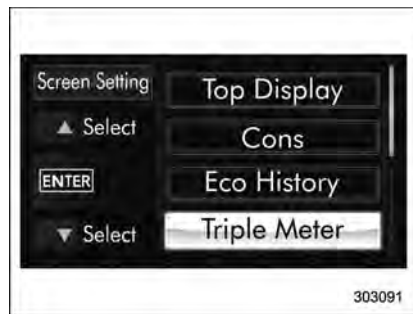 Screen Setting
▲ Select
ENTER
▼ Select
Top Display
Cons
Eco History
Triple Meter
303091